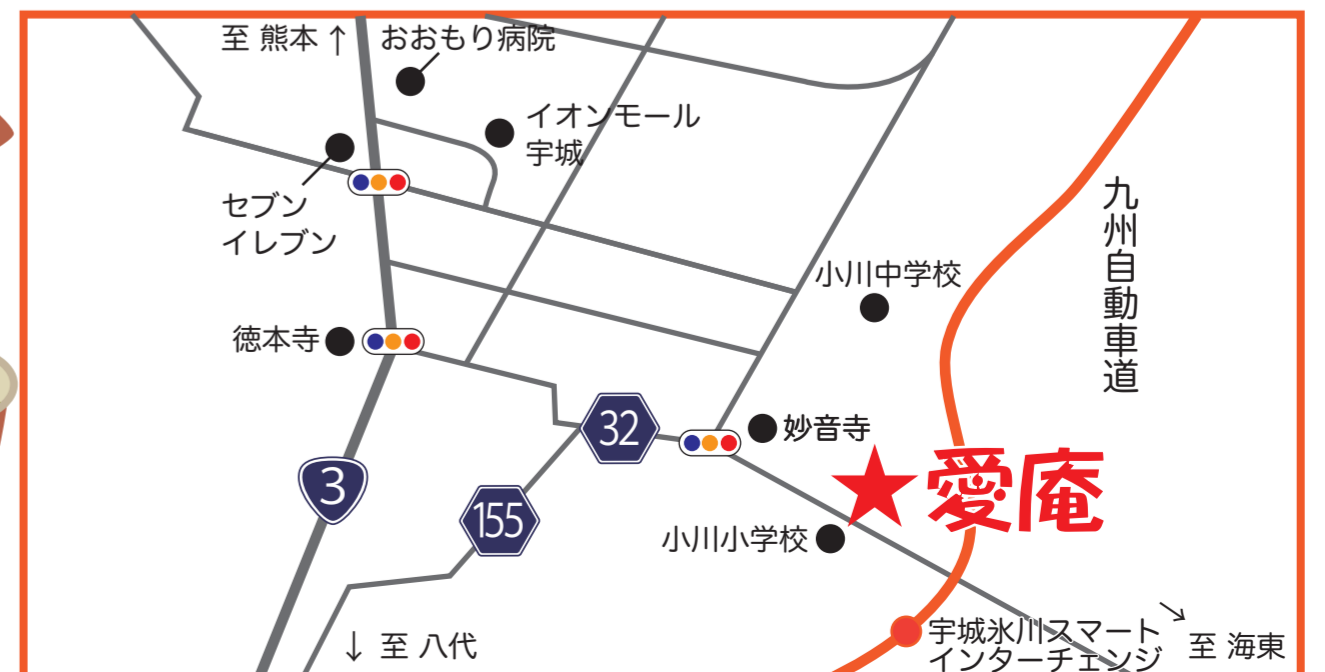 至 熊本 ↑
おおもり病院
イオンモール
宇城
セブン
イレブン
九州自動車道
小川中学校
徳本寺
32
妙音寺
3
155
★愛庵
小川小学校
↓ 至 八代
宇城氷川スマート
インターチェンジ
→ 至 海東